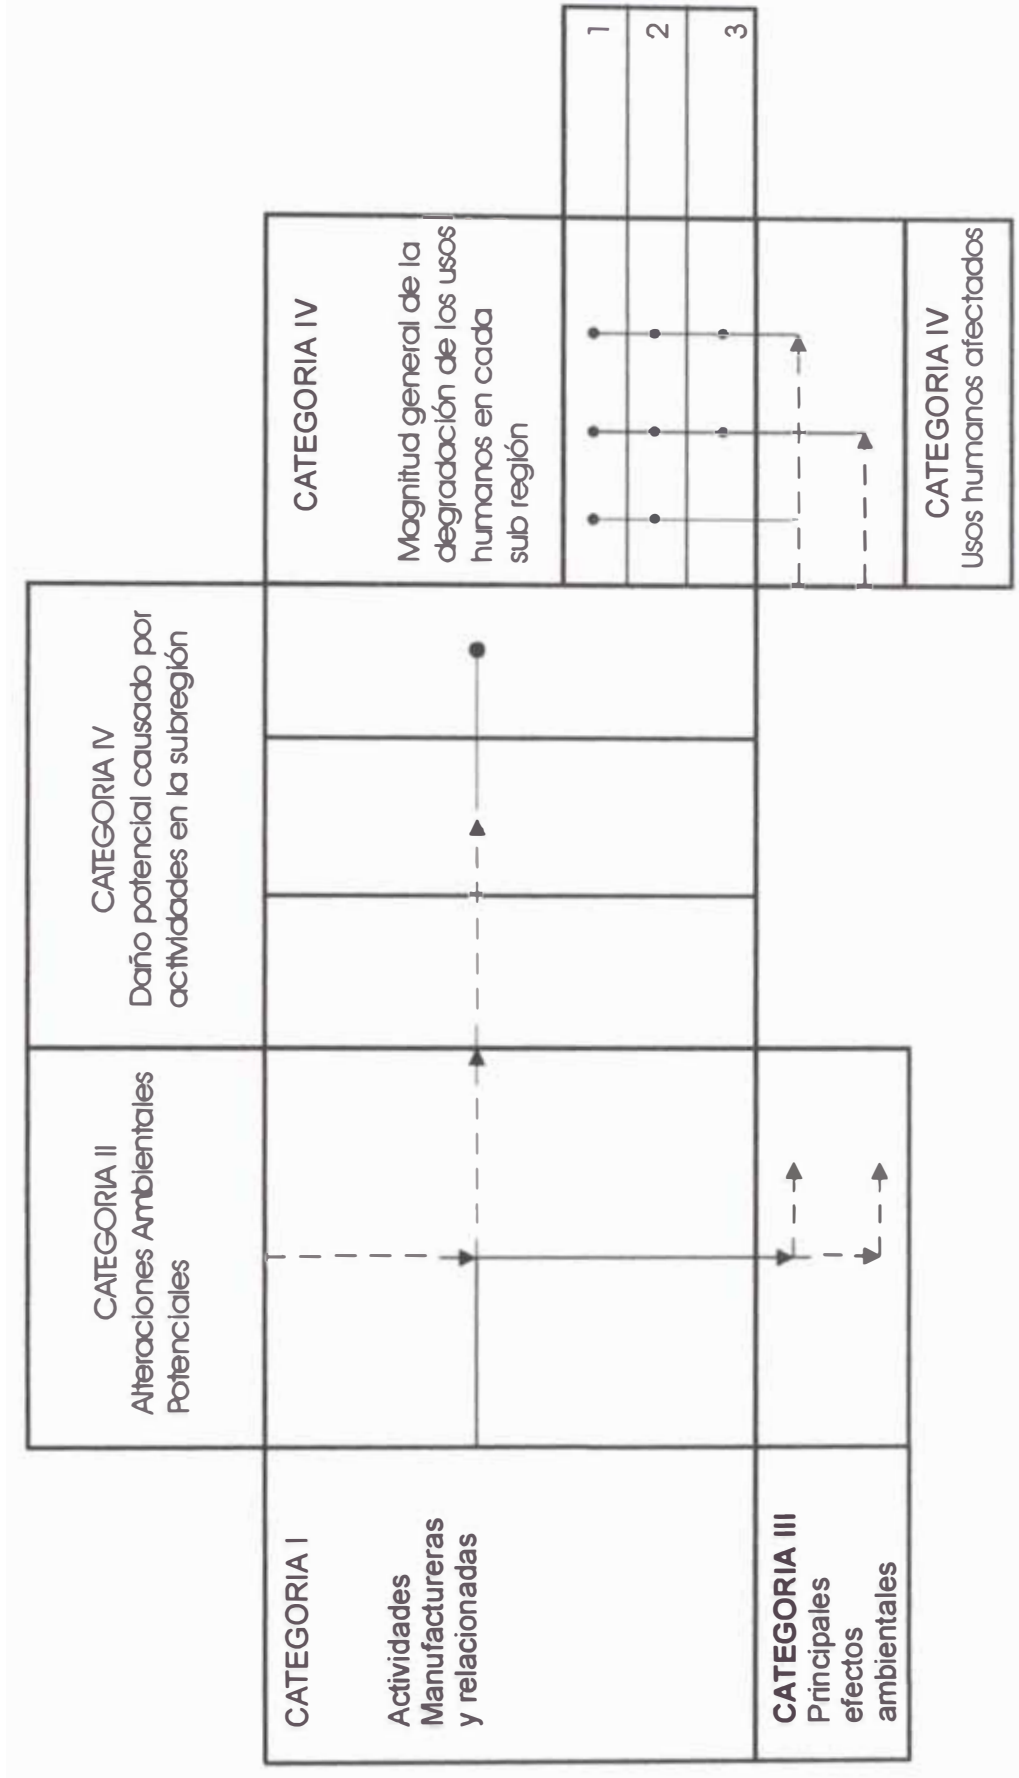 CATEGORIA II
Alteraciones Ambientales
Potenciales
CATEGORIA IV
Daño potencial causado por
actividades en la subregión
CATEGORIA I
Actividades
Manufactureras
y relacionadas
CATEGORIA IV
Magnitud general de la
degradación de los usos
humanos en cada
sub región
1
2
3
CATEGORIA III
Principales
efectos
ambientales
CATEGORIA IV
Usos humanos afectados